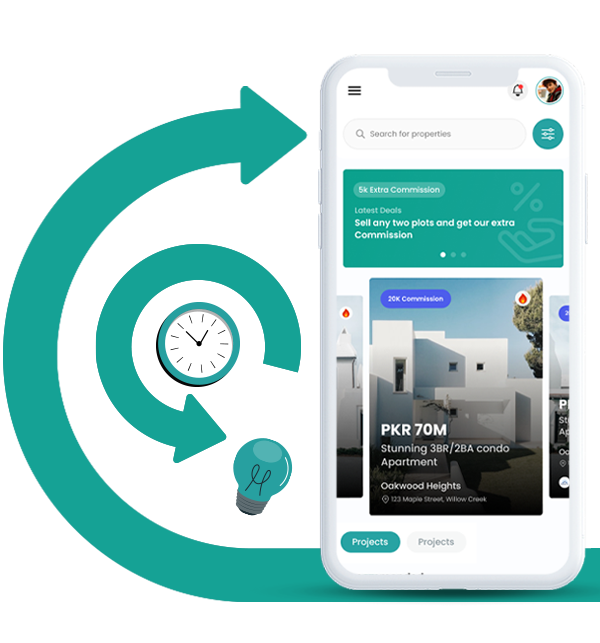 Search for properties
5k Extra Commission
Latest Deals
Sell any two plots and get our extra
Commission
20K Commission
PKR 70M
Stunning 3BR/2BA condo
Apartment
Oakwood Heights
123 Maple Street, Willow Creek
Projects
Projects